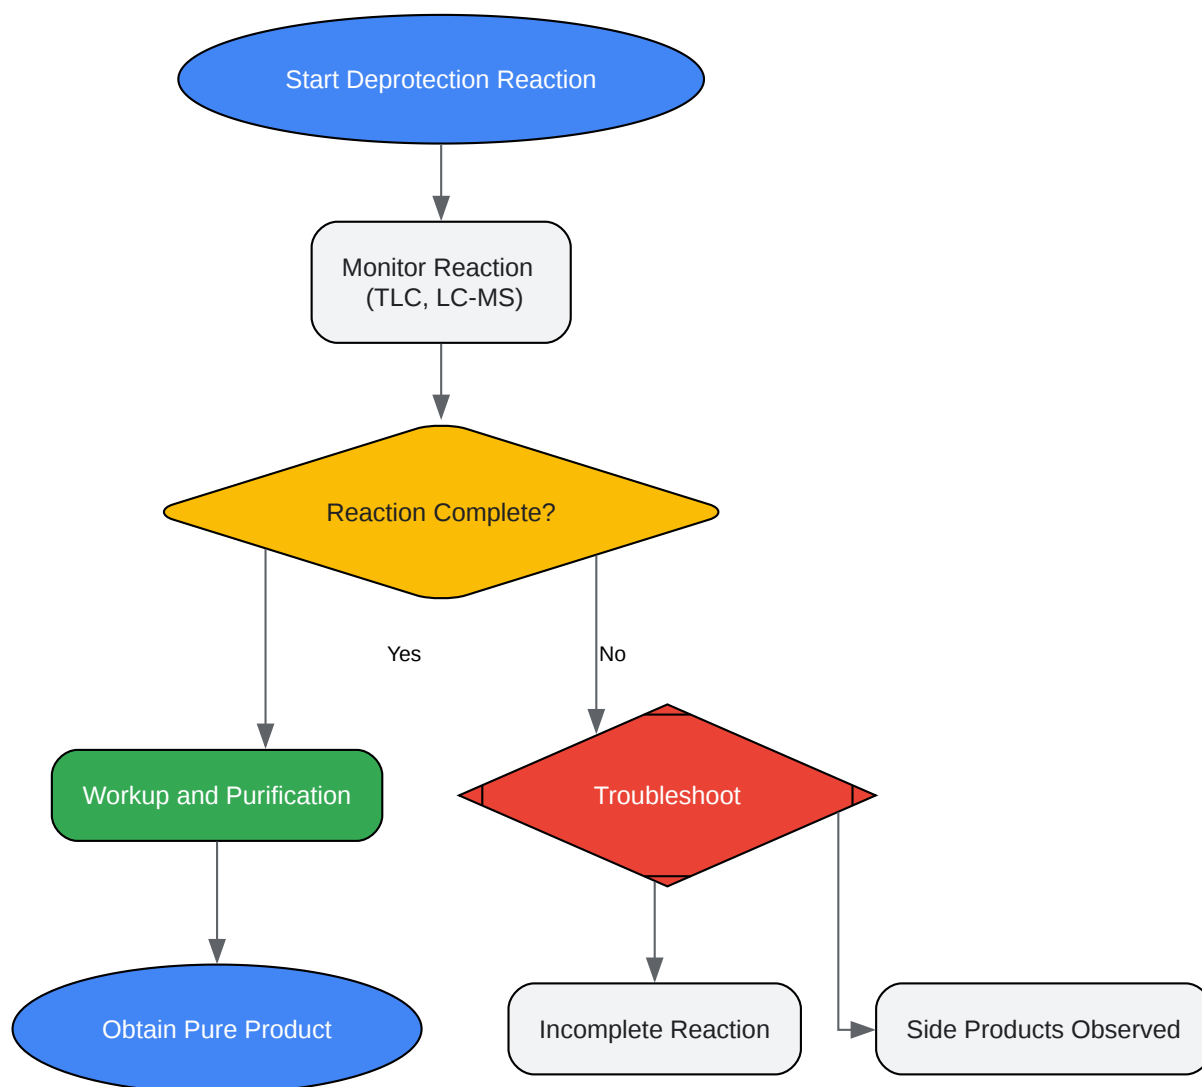 Start Deprotection Reaction
Monitor Reaction
(TLC, LC-MS)
Reaction Complete?
Yes
No
Workup and Purification
Troubleshoot
Obtain Pure Product
Incomplete Reaction
Side Products Observed